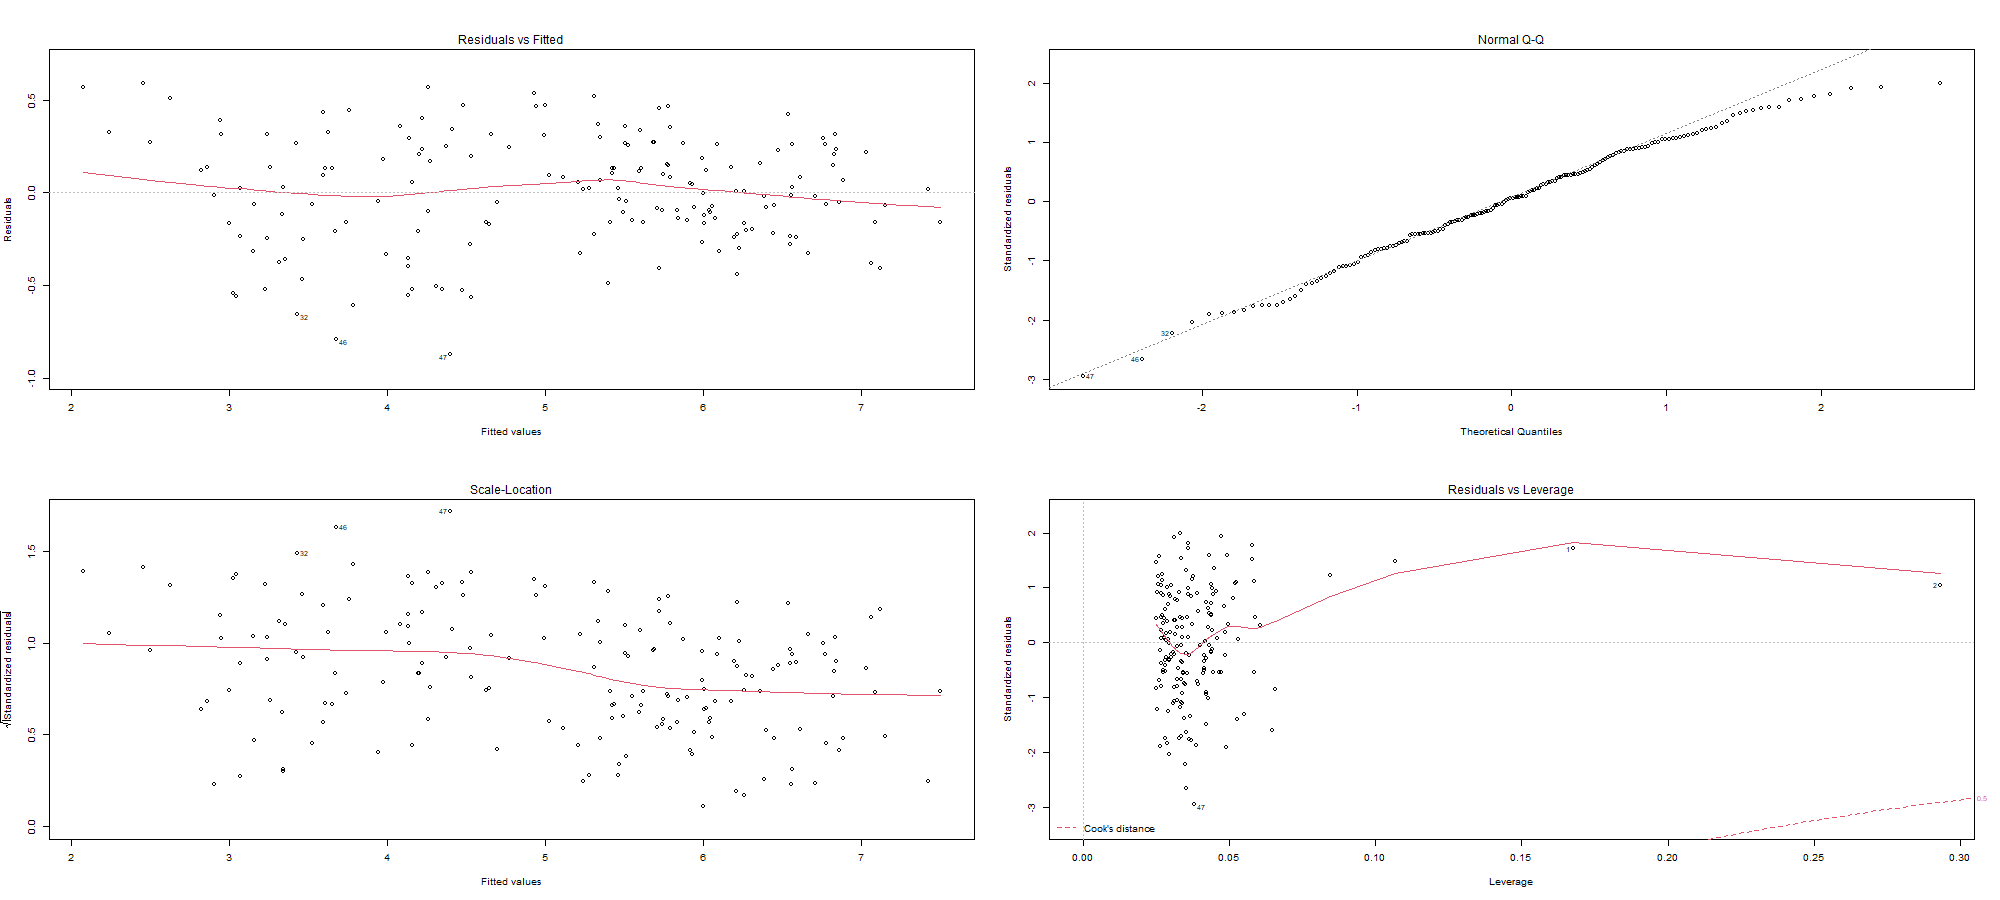 Residuals vs Fitted
Residuals
0.5
0.0
-0.5
-1.0
32
46
47
2 3 4 5 6 7
Fitted values
Normal Q-Q
Standardized residuals
2
1
0
-1
-2
-3
32
46
47
-2 -1 0 1 2
Theoretical Quantiles
Scale-Location
√|Standardized residuals|
1.5
1.0
0.5
0.0
47
46
32
2 3 4 5 6 7
Fitted values
Residuals vs Leverage
Standardized residuals
2
1
0
-1
-2
-3
1
2
47
0.5
Cook's distance
0.00 0.05 0.10 0.15 0.20 0.25 0.30
Leverage